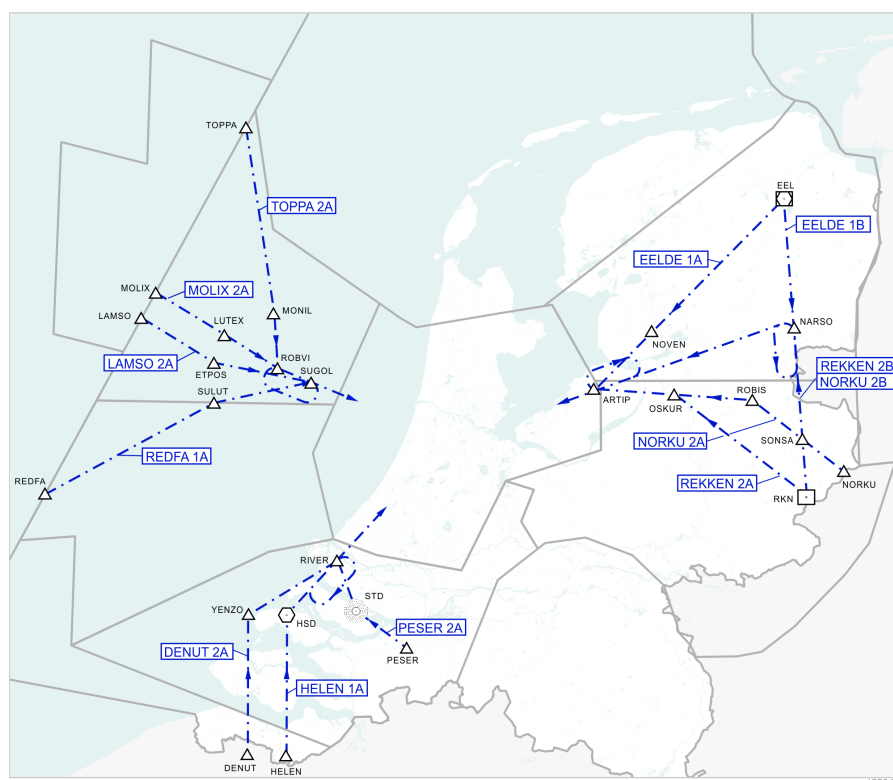 TOPPA
EEL
TOPPA 2A
EELDE 1B
EELDE 1A
MOLIX
MOLIX 2A
LAMSO
LUTEX
MONIL
NARSO
NOVEN
LAMSO 2A
ETPOS
ROBVI
SUGOL
REKKEN 2B
NORKU 2B
SULUT
ARTIP
OSKUR
ROBIS
NORKU 2A
SONSA
REDFA 1A
REDFA
REKKEN 2A
NORKU
RKN
RIVER
STD
YENZO
HSD
PESER 2A
DENUT 2A
PESER
HELEN 1A
DENUT
HELEN